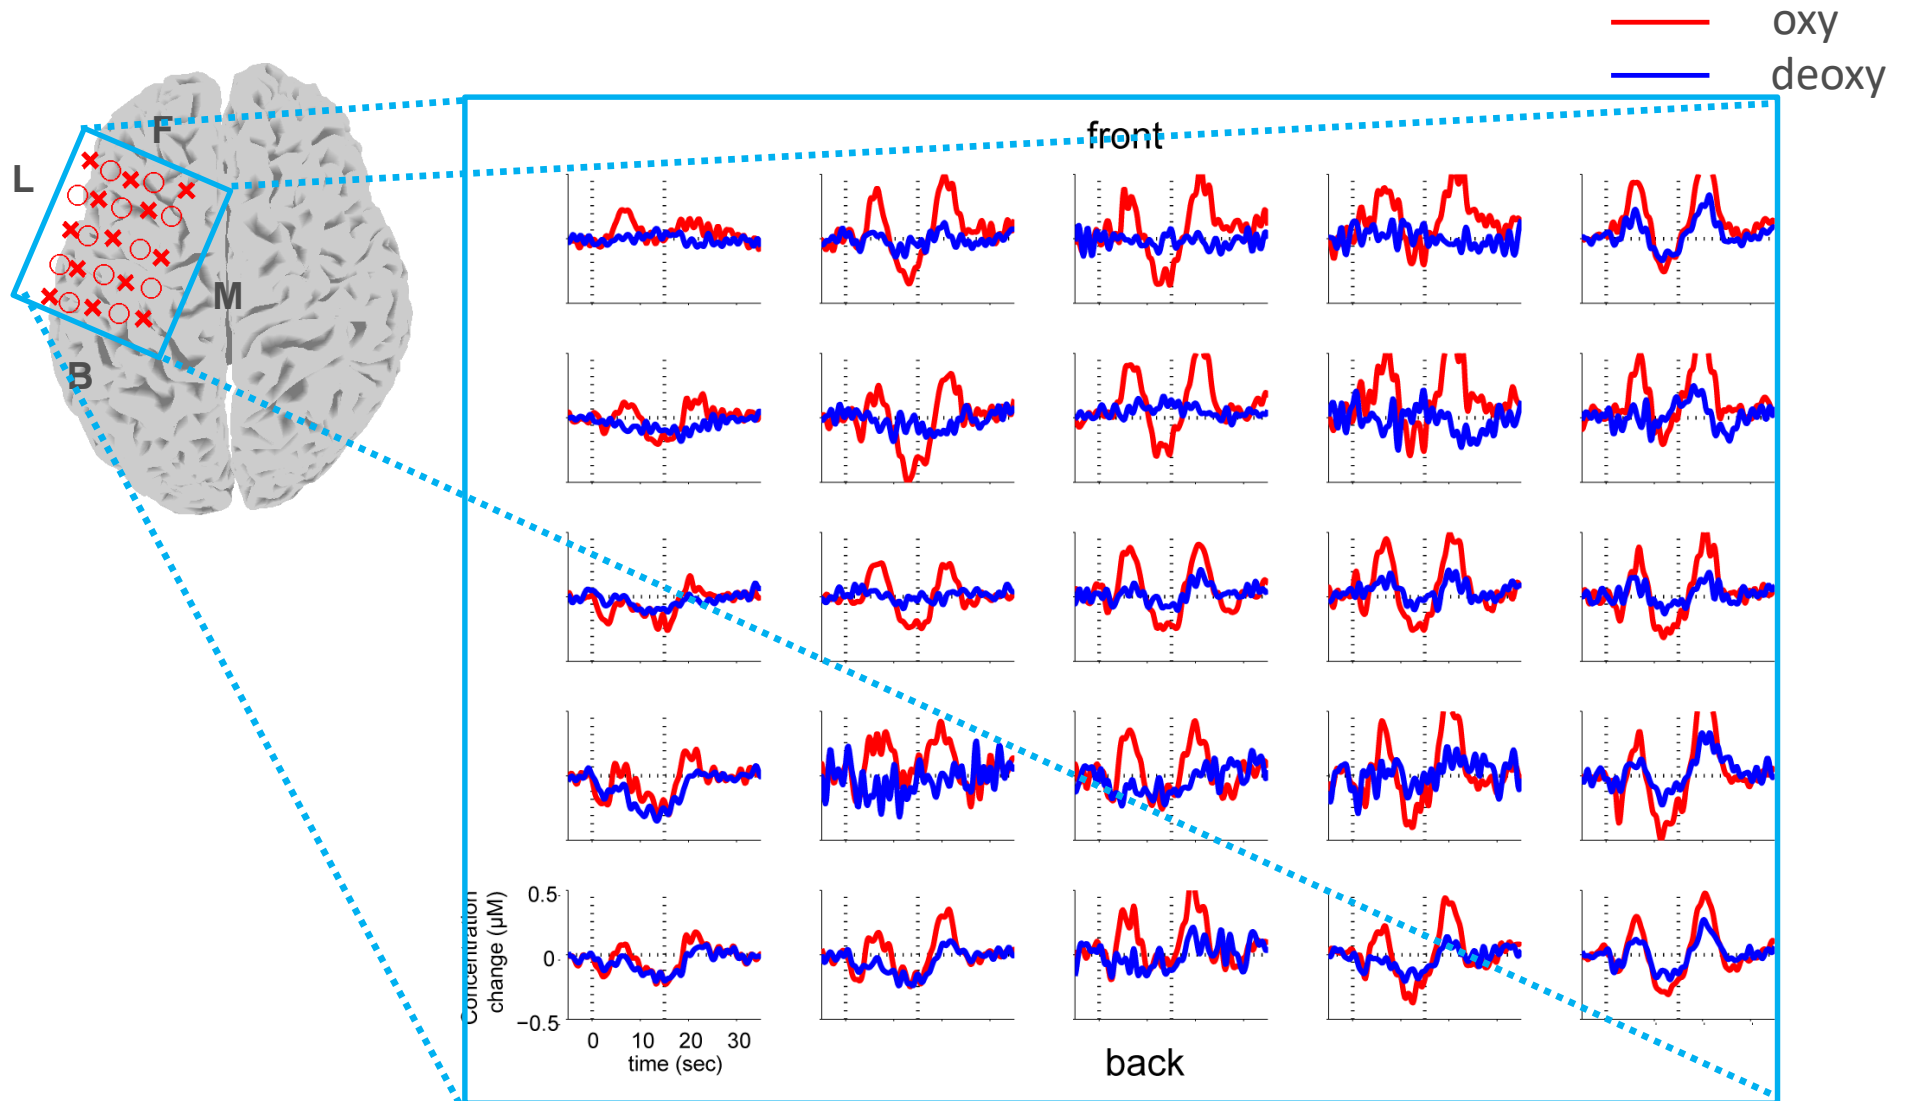 oxy
deoxy
F
L
M
B
front
Concentration
change (µM)
0.5
0
−0.5
0 10 20 30
time (sec)
back